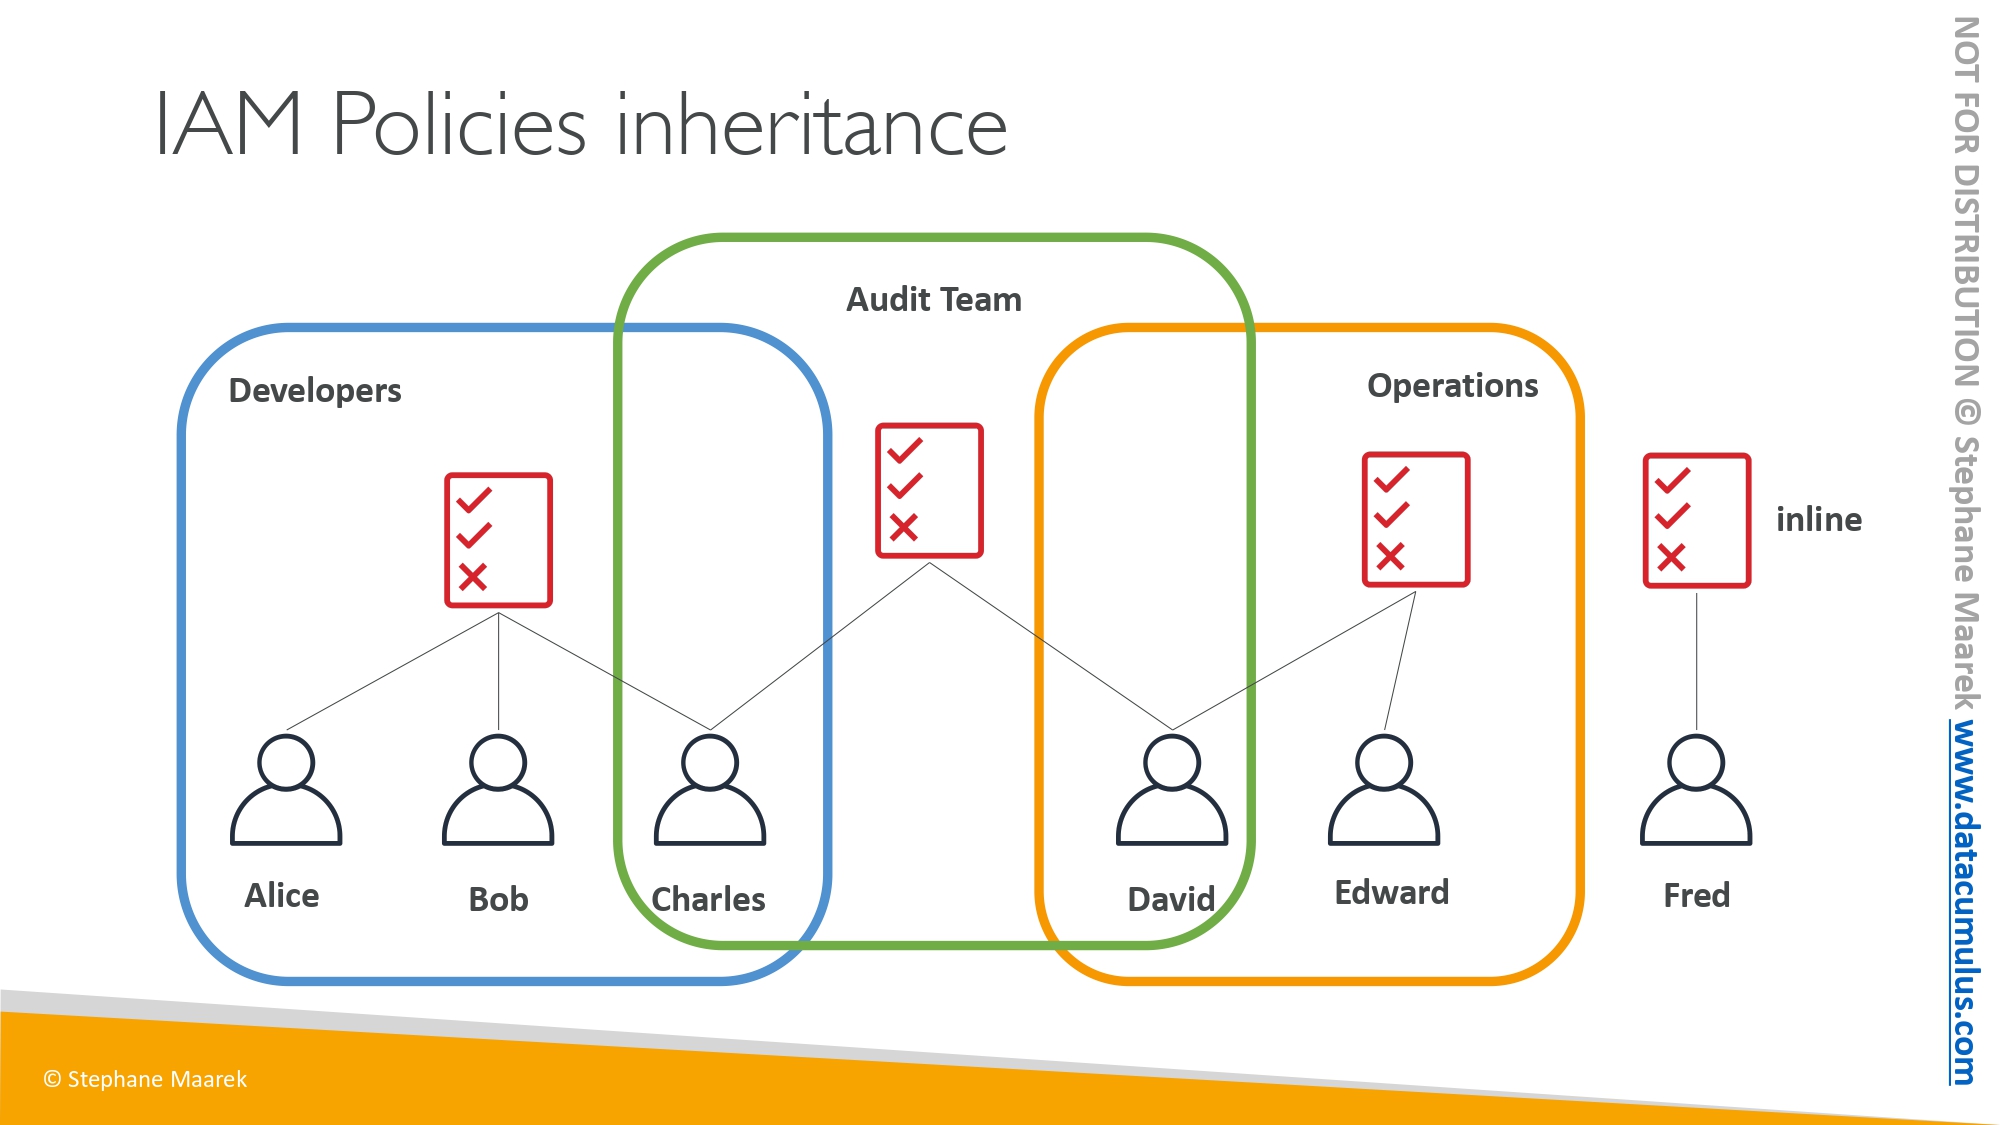 IAM Policies inheritance
Audit Team
Developers
Operations
inline
Alice
Bob
Charles
David
Edward
Fred
© Stephane Maarek
NOT FOR DISTRIBUTION © Stephane Maarek www.datacumulus.com